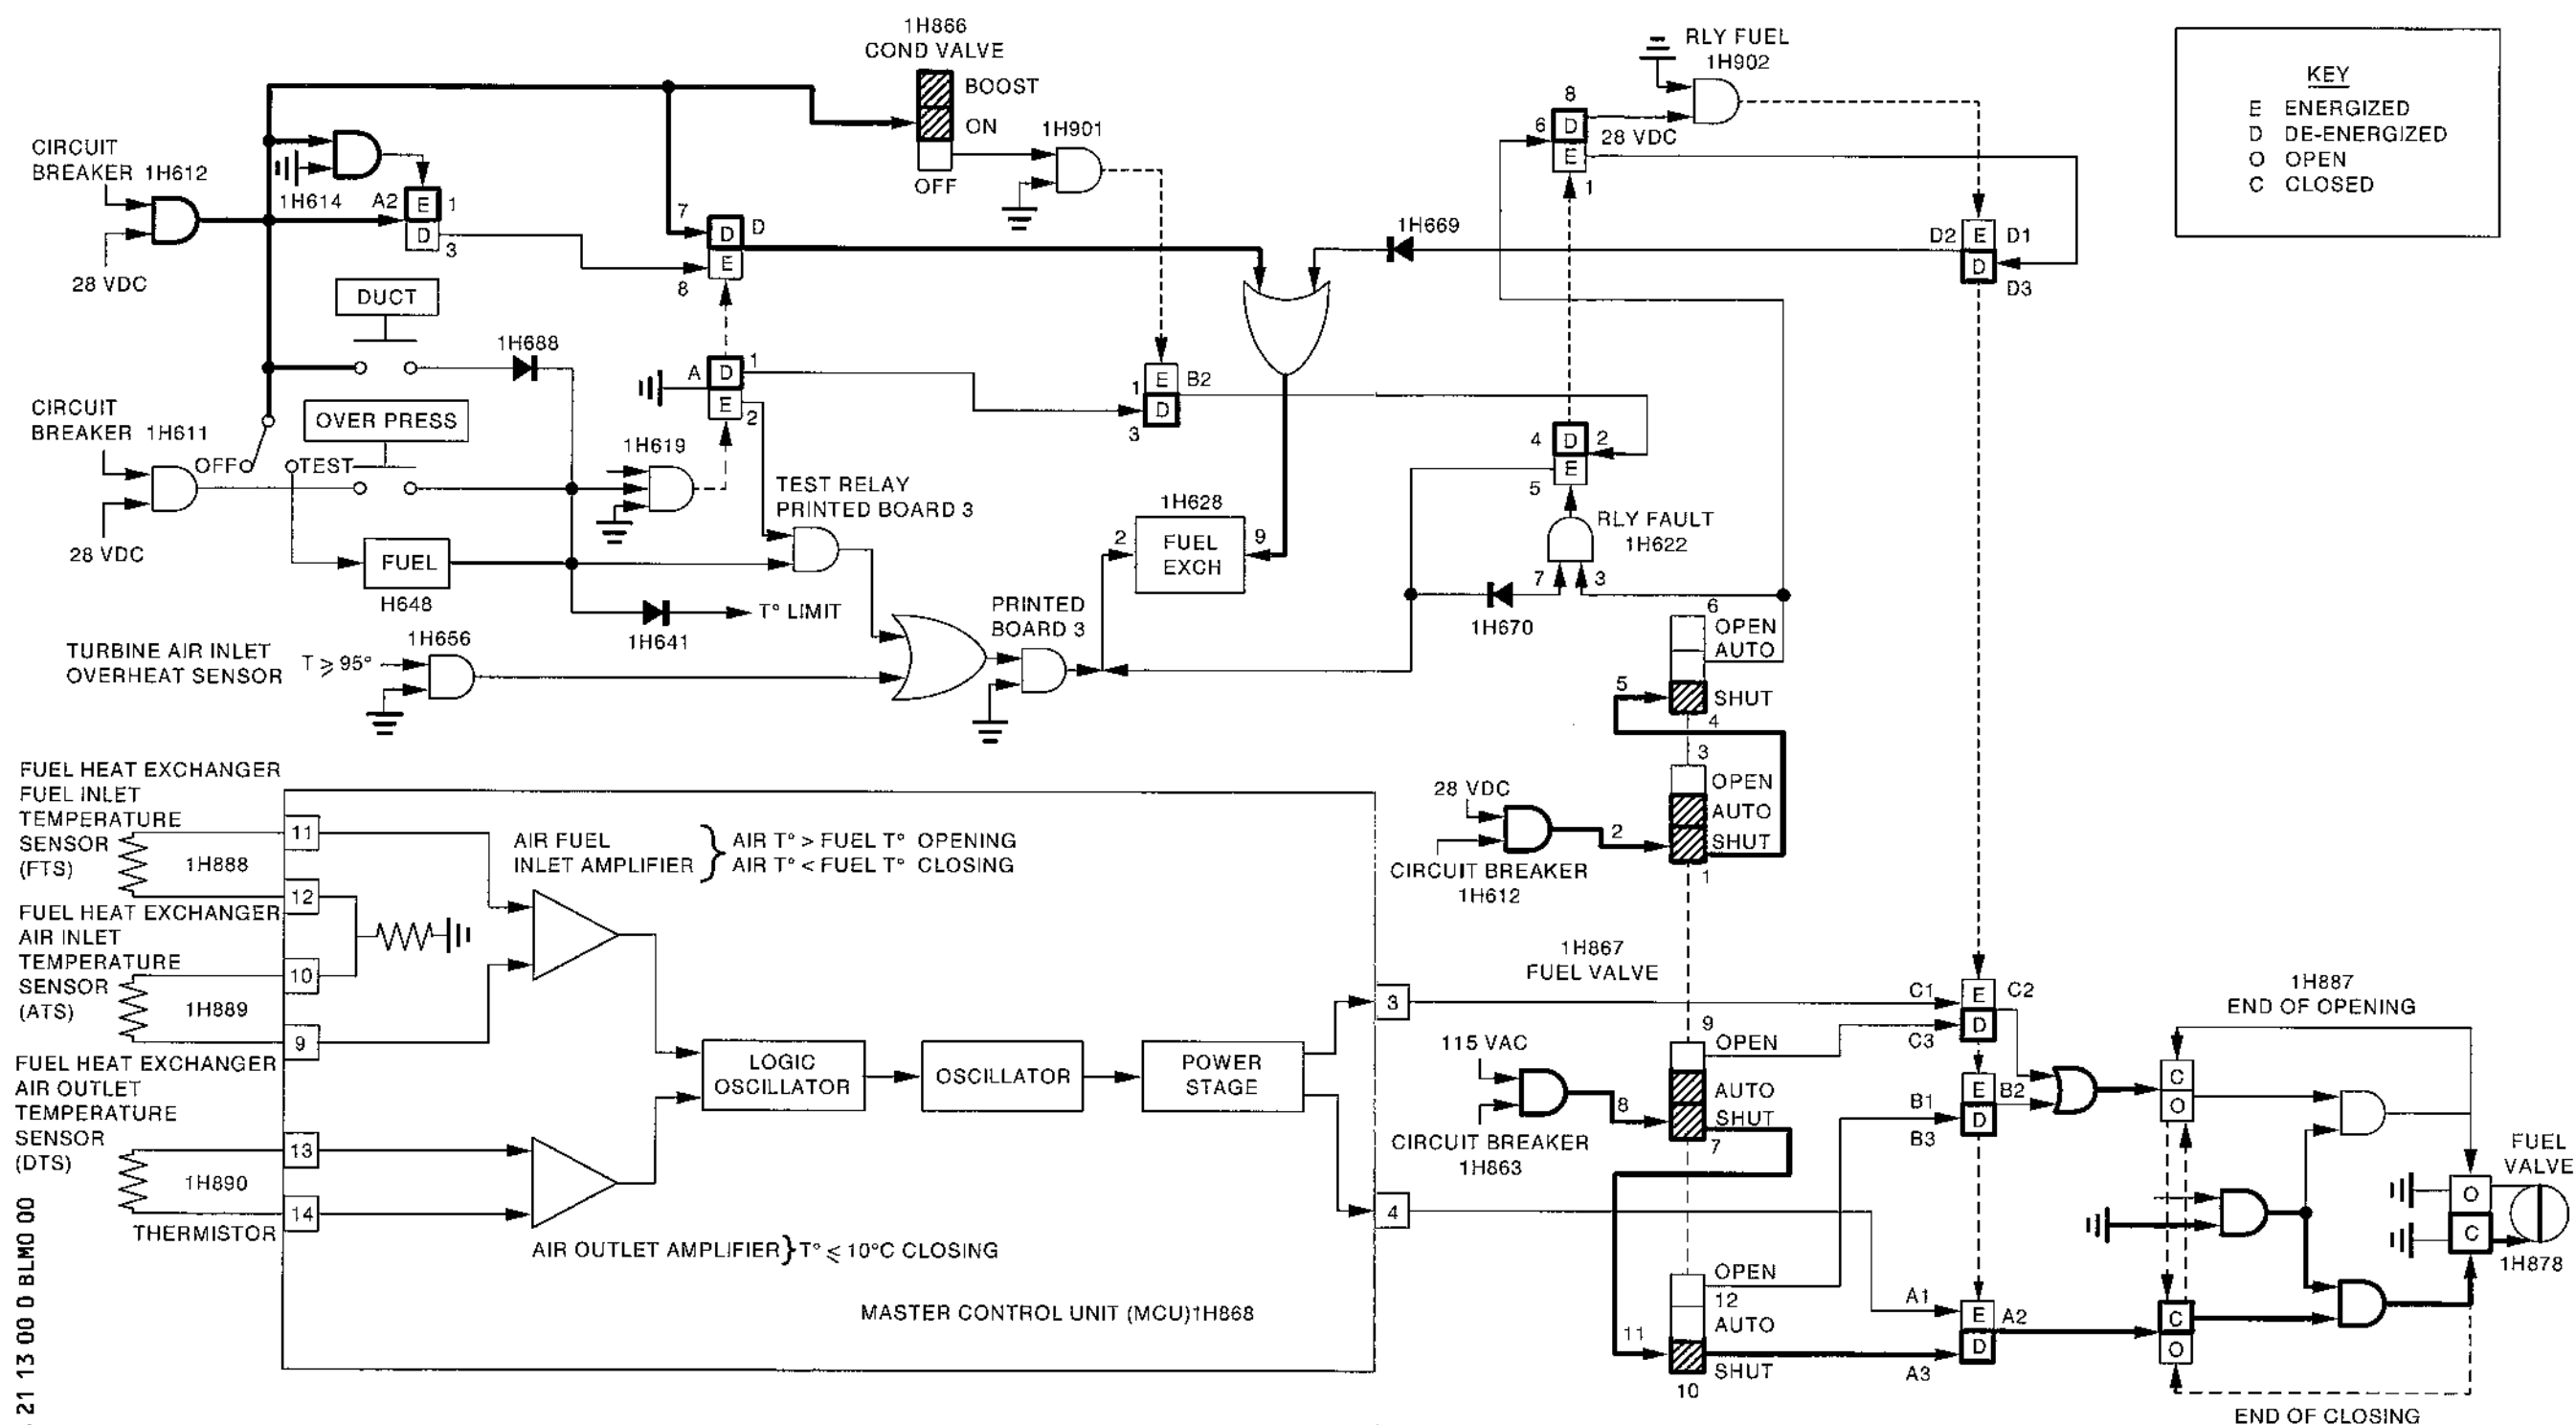 1H866
COND VALVE
BOOST
ON
OFF
1H901
RLY FUEL
1H902
8
6
D
28 VDC
E
1
KEY
E ENERGIZED
D DE-ENERGIZED
O OPEN
C CLOSED
CIRCUIT
BREAKER 1H612
28 VDC
1H614
A2
E
1
D
3
7
D
D
E
8
1H669
D2
E
D1
D
D3
DUCT
1H688
A
D
1
E
2
1
E
B2
D
3
CIRCUIT
BREAKER 1H611
28 VDC
OVER PRESS
OFF
TEST
1H619
TEST RELAY
PRINTED BOARD 3
4
D
2
E
5
1H628
2
FUEL
EXCH
9
RLY FAULT
1H622
7
3
1H670
FUEL
H648
1H641
T° LIMIT
PRINTED
BOARD 3
TURBINE AIR INLET
OVERHEAT SENSOR
T ⩾ 95°
1H656
6
OPEN
AUTO
5
SHUT
4
3
OPEN
AUTO
2
SHUT
1
28 VDC
CIRCUIT BREAKER
1H612
FUEL HEAT EXCHANGER
FUEL INLET
TEMPERATURE
SENSOR
(FTS)
1H888
11
12
AIR FUEL
INLET AMPLIFIER
AIR T° > FUEL T° OPENING
AIR T° < FUEL T° CLOSING
FUEL HEAT EXCHANGER
AIR INLET
TEMPERATURE
SENSOR
(ATS)
1H889
10
9
FUEL HEAT EXCHANGER
AIR OUTLET
TEMPERATURE
SENSOR
(DTS)
1H890
13
14
THERMISTOR
LOGIC
OSCILLATOR
OSCILLATOR
POWER
STAGE
3
4
AIR OUTLET AMPLIFIER } T° ⩽ 10°C CLOSING
MASTER CONTROL UNIT (MCU)1H868
1H867
FUEL VALVE
9
OPEN
AUTO
8
SHUT
7
115 VAC
CIRCUIT BREAKER
1H863
OPEN
12
AUTO
11
SHUT
10
C1
E
C2
D
C3
B1
E
B2
D
B3
A1
E
A2
D
A3
1H887
END OF OPENING
C
O
C
O
END OF CLOSING
FUEL
VALVE
O
C
1H878
21 13 00 0 BLM0 00